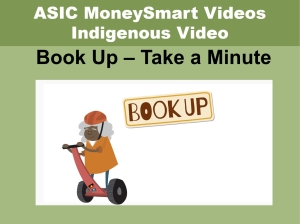 ASIC MoneySmart Videos
Indigenous Video
Book Up – Take a Minute
BOOK UP